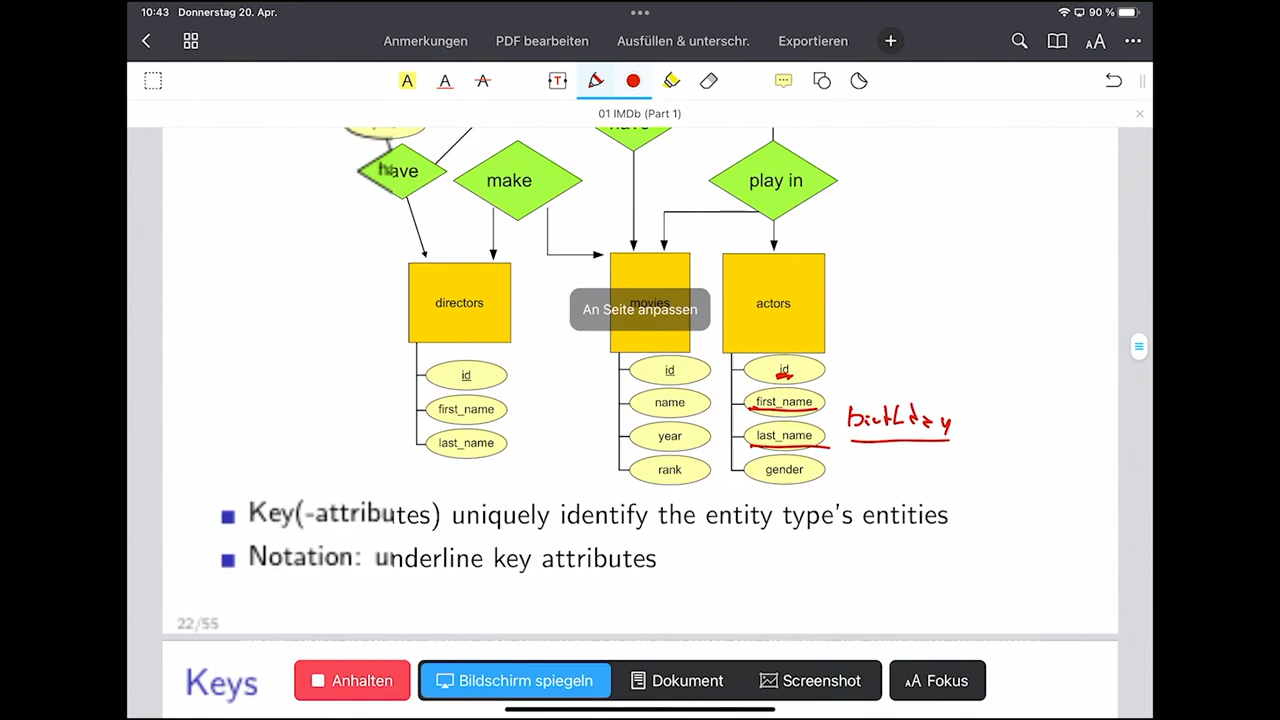 10:43 Donnerstag 20. Apr.
90 %
Anmerkungen PDF bearbeiten Ausfüllen & unterschr. Exportieren
01 IMDb (Part 1)
have make have play in
directors movies actors
An Seite anpassen
id id id
first_name name first_name
last_name year last_name
birthday
rank gender
Key(-attributes) uniquely identify the entity type's entities
Notation: underline key attributes
22/55
Keys
Anhalten Bildschirm spiegeln Dokument Screenshot AA Fokus